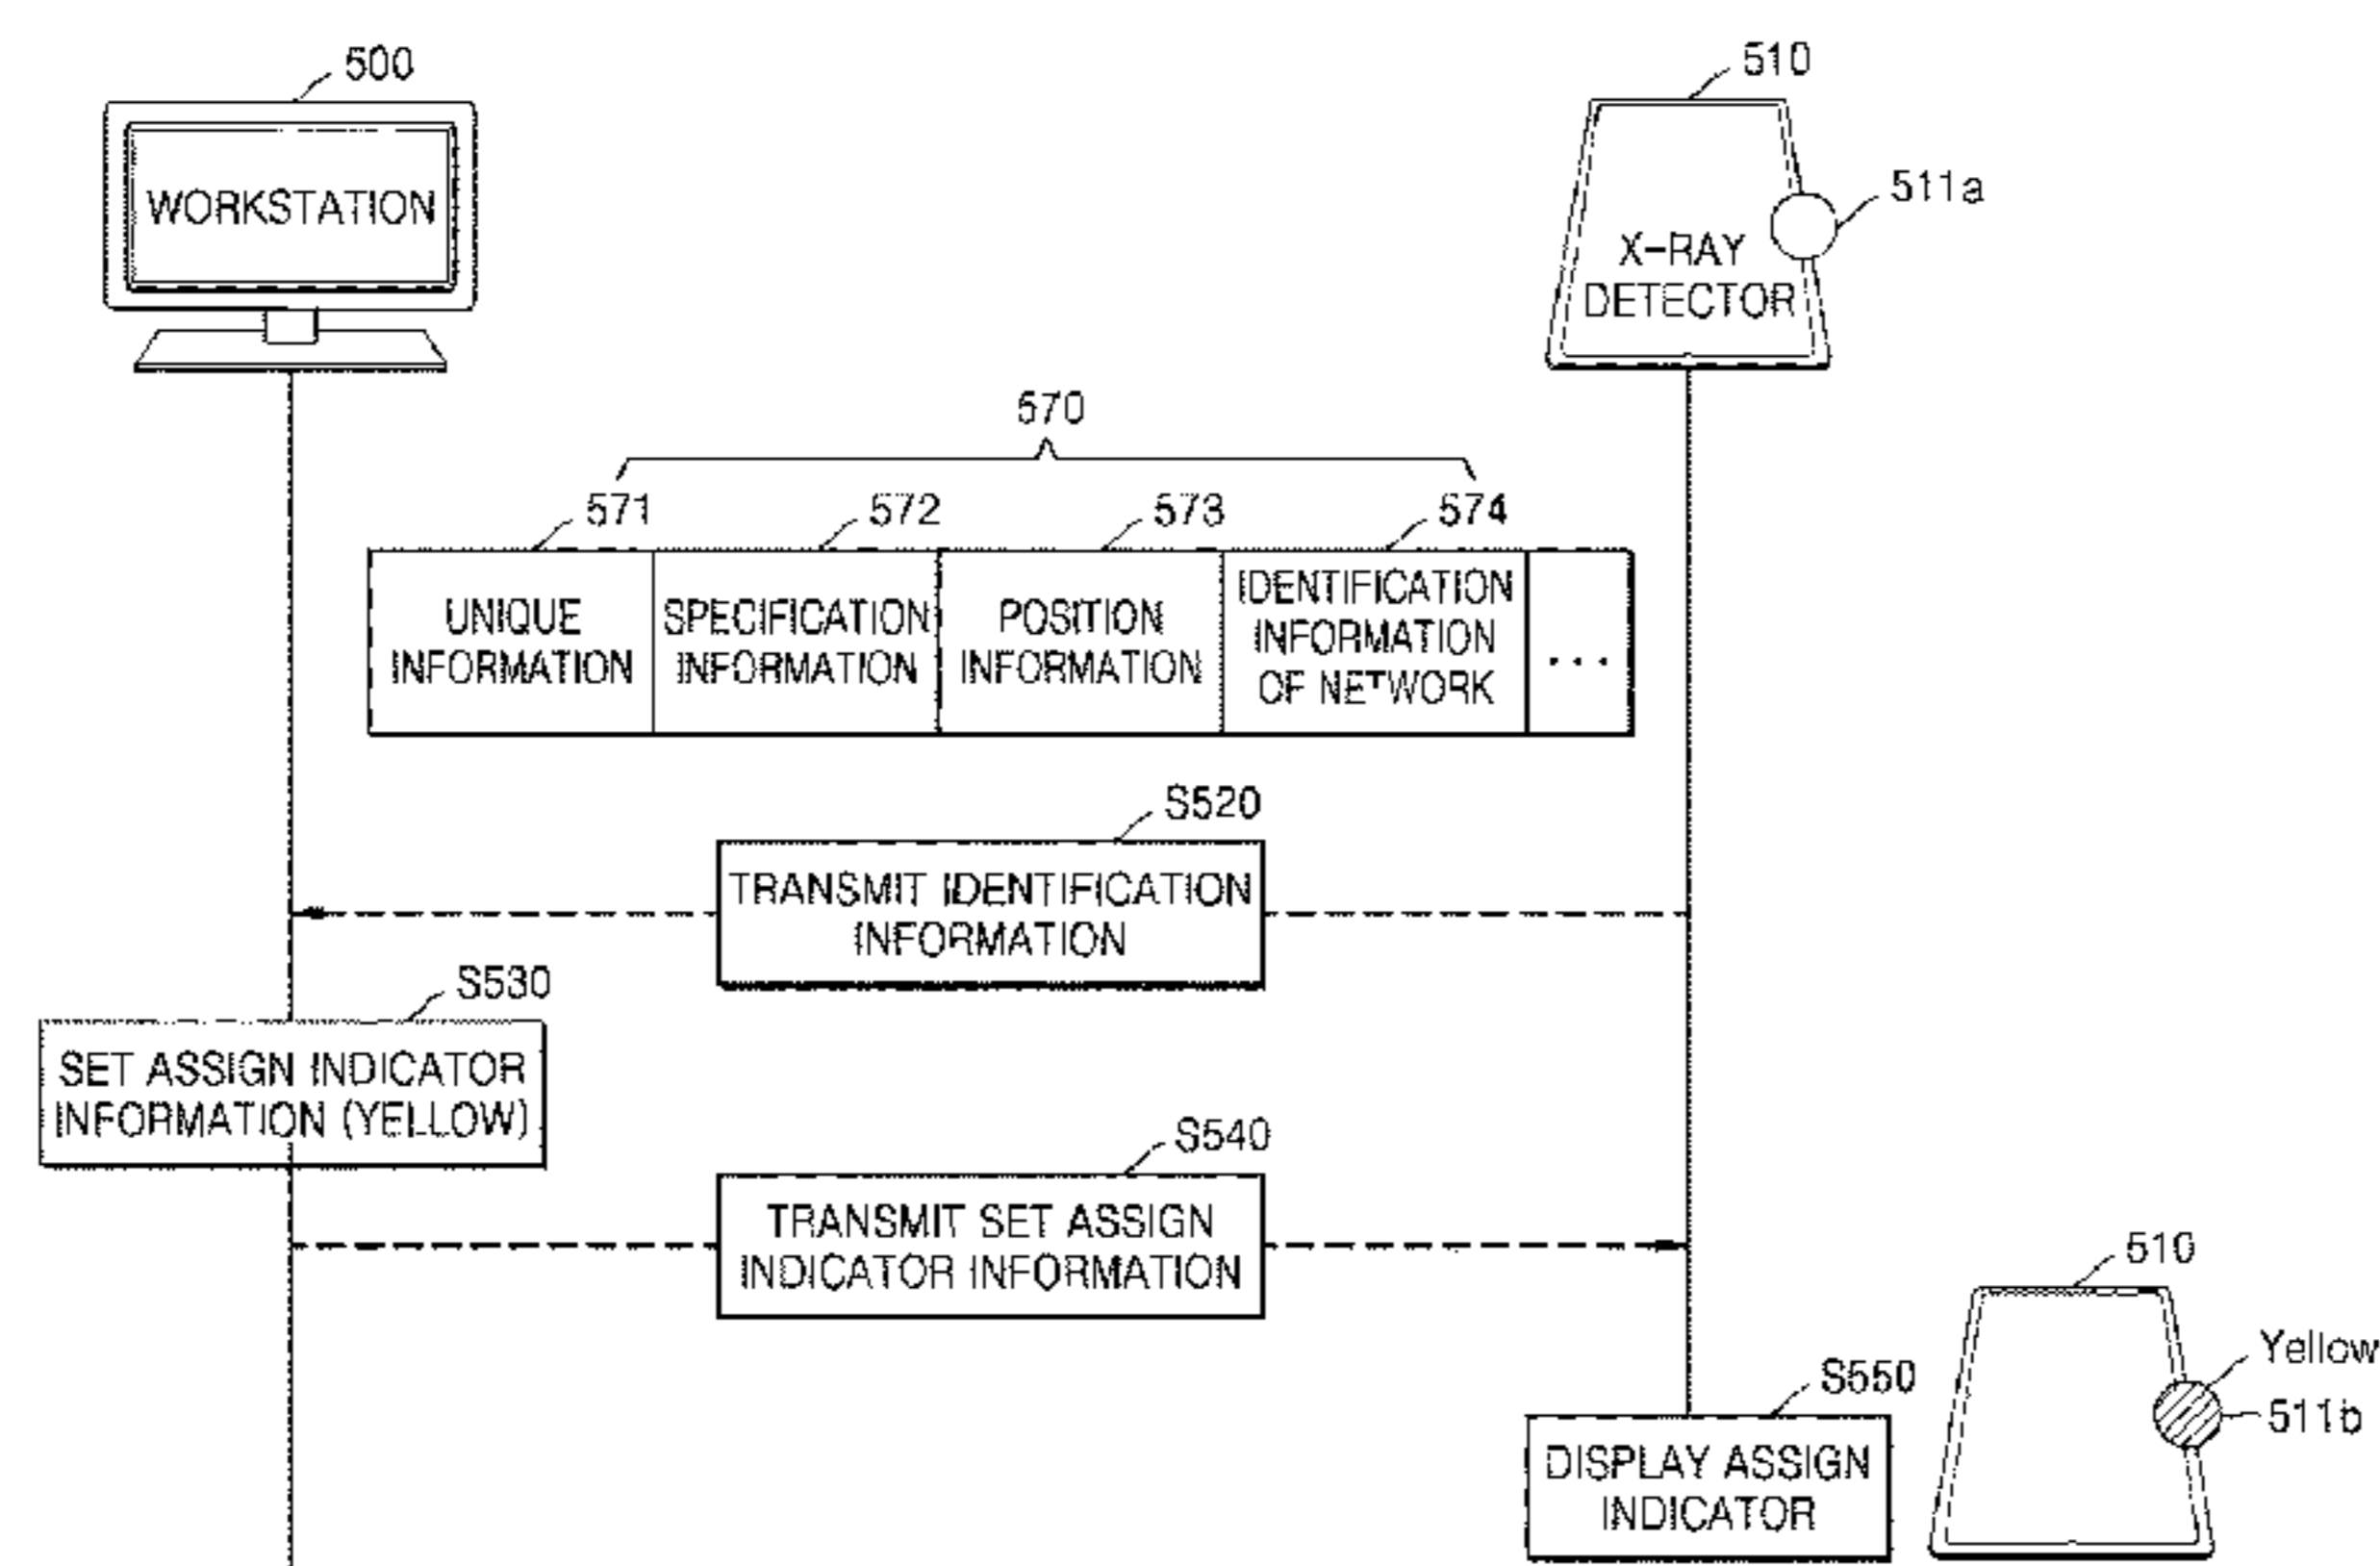 500
510
WORKSTATION
511a
X-RAY
DETECTOR
570
571
572
573
574
UNIQUE
INFORMATION
SPECIFICATION
INFORMATION
POSITION
INFORMATION
IDENTIFICATION
INFORMATION
OF NETWORK
...
S520
TRANSMIT IDENTIFICATION
INFORMATION
S530
SET ASSIGN INDICATOR
INFORMATION (YELLOW)
S540
TRANSMIT SET ASSIGN
INDICATOR INFORMATION
510
Yellow
511b
S550
DISPLAY ASSIGN
INDICATOR